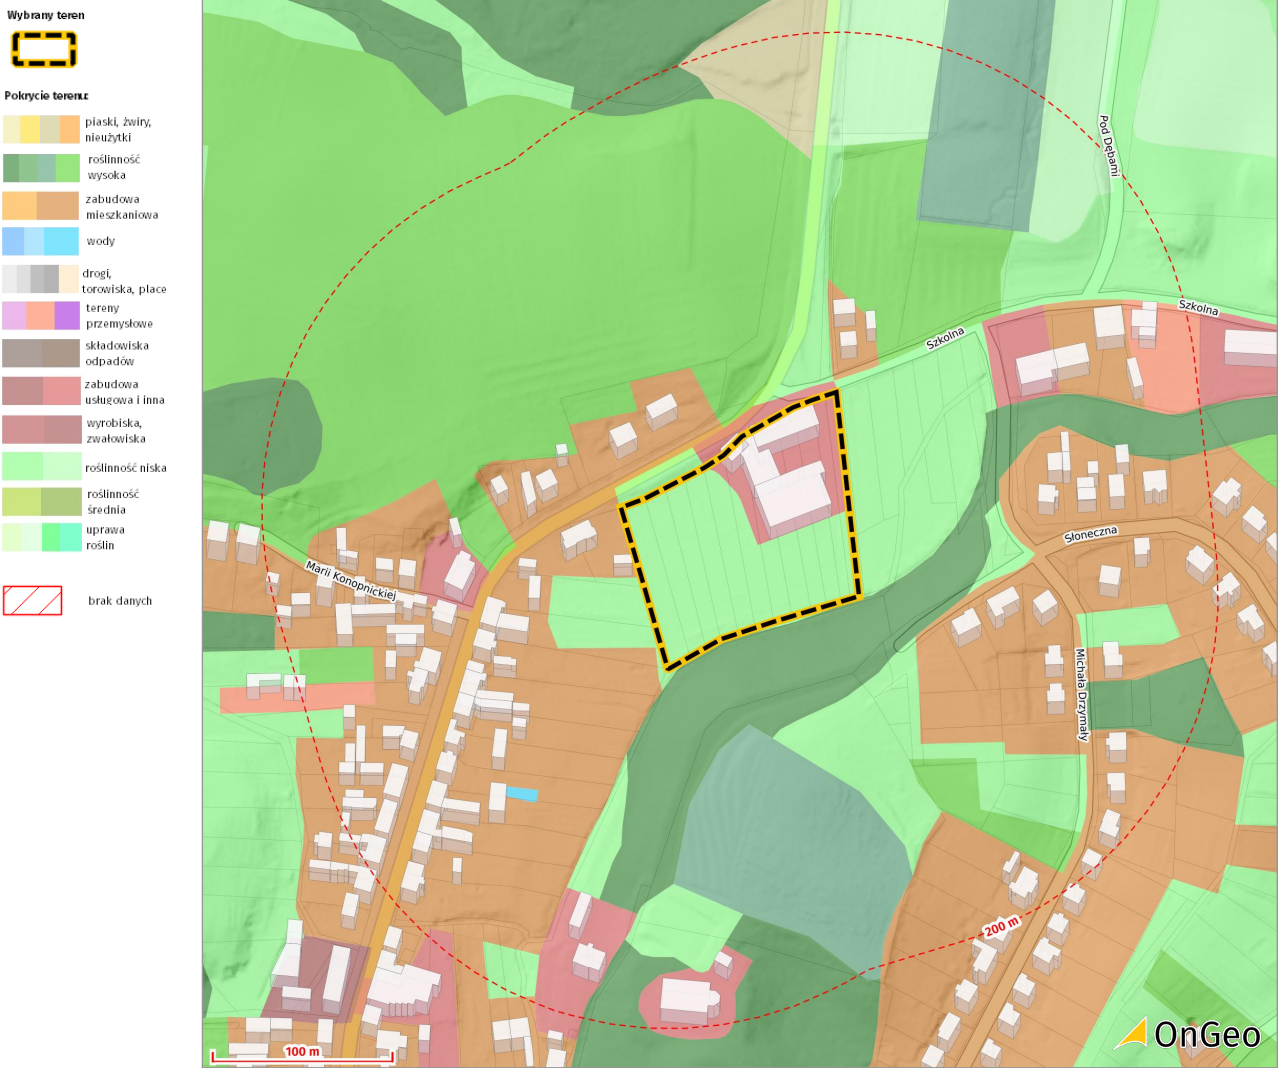 Wybrany teren
Pokrycie terenu:
piaski, żwiry,
nieużytki
roślinność
wysoka
zabudowa
mieszkaniowa
wody
drogi,
torowiska, place
tereny
przemysłowe
składowiska
odpadów
zabudowa
usługowa i inna
wyrobiska,
zwałowiska
roślinność niska
roślinność
średnia
uprawa
roślin
brak danych
Pod Dębami
Szkolna
Szkolna
Słoneczna
Marii Konopnickiej
Michała Drzymały
200 m
100 m
OnGeo